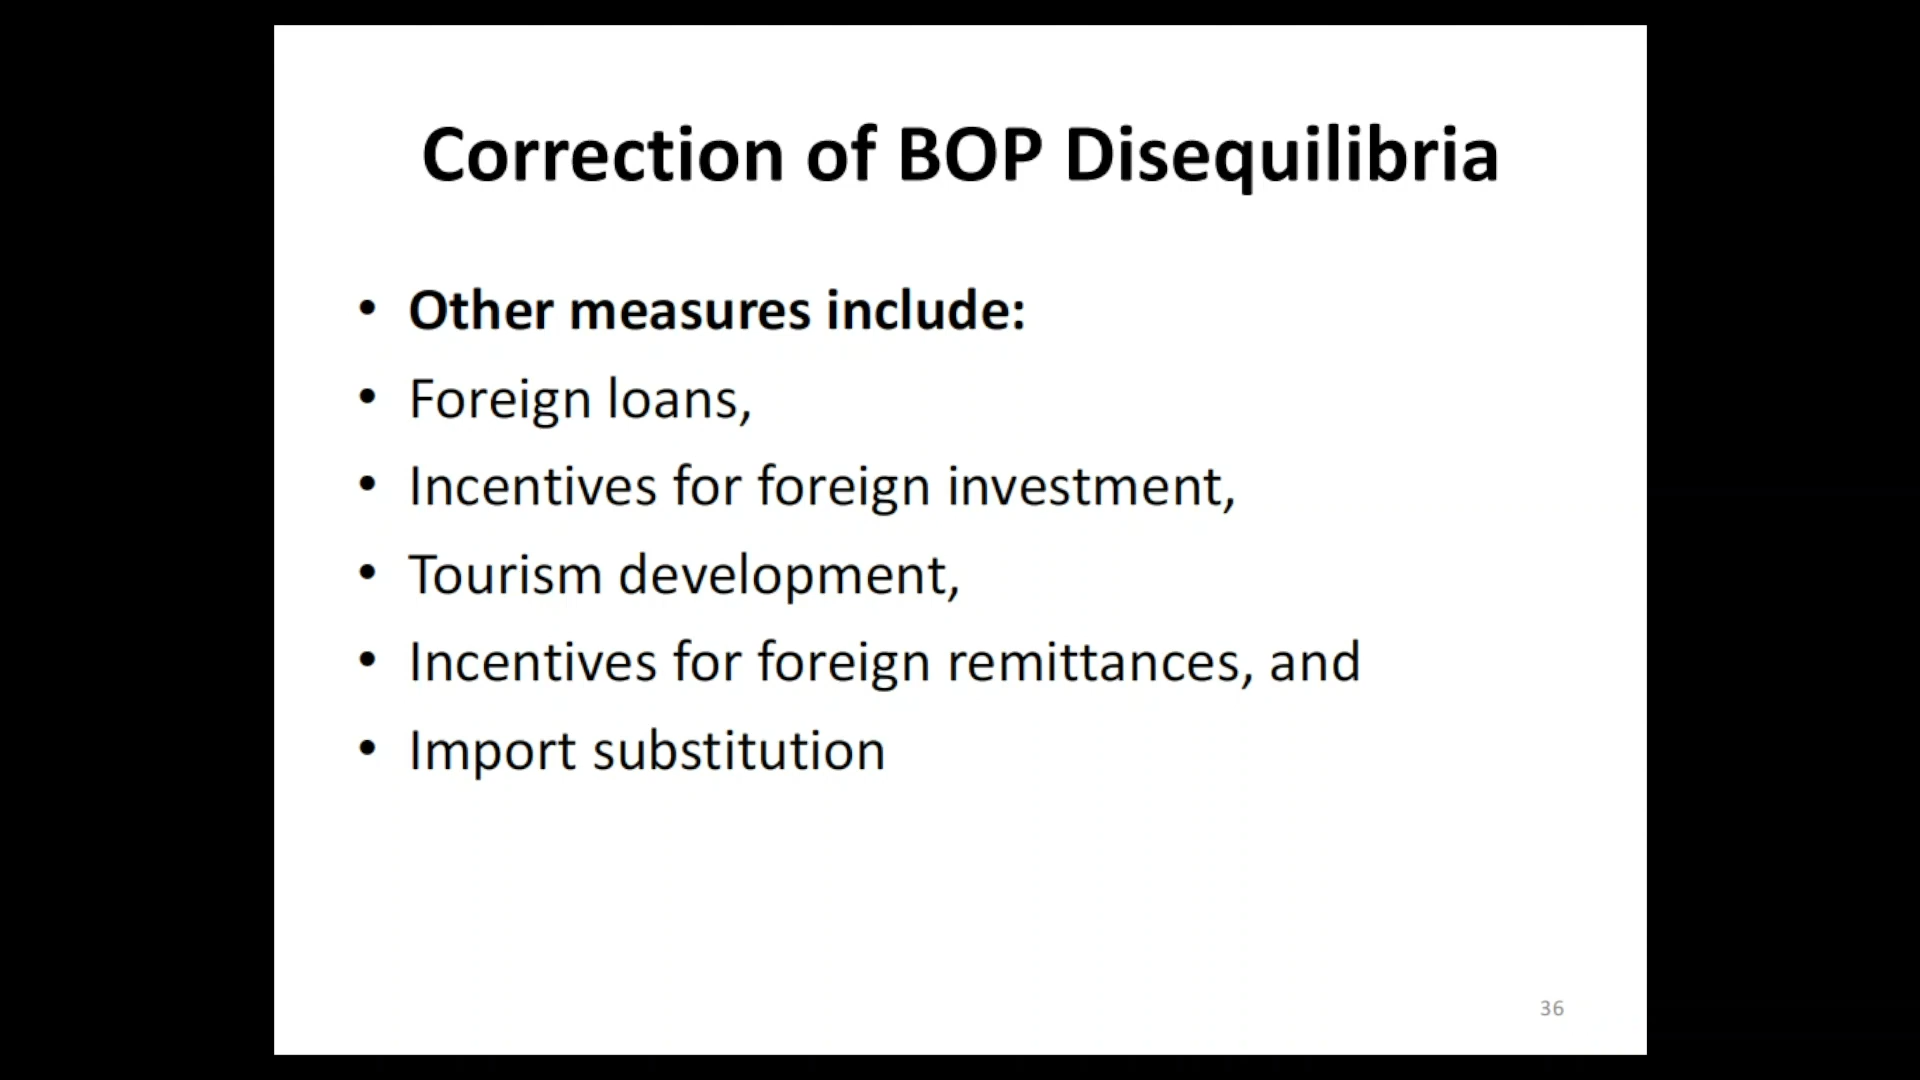 Correction of BOP Disequilibria
• Other measures include:
• Foreign loans,
• Incentives for foreign investment,
• Tourism development,
• Incentives for foreign remittances, and
• Import substitution
36